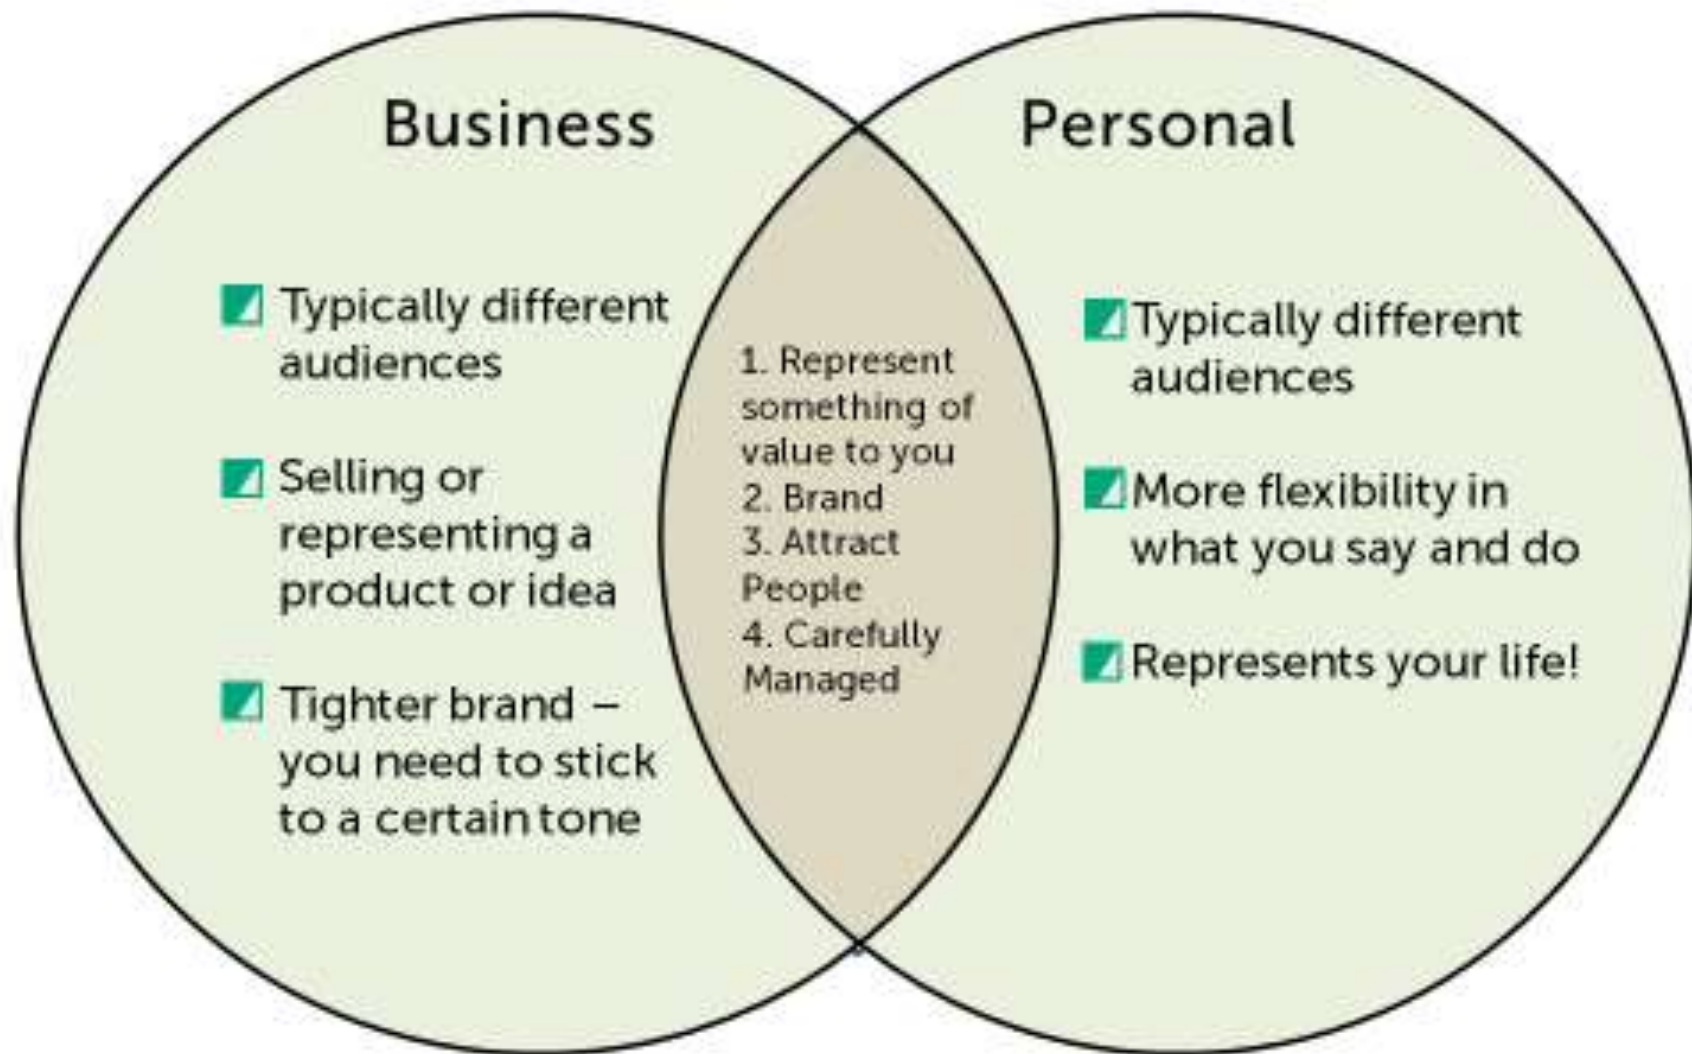 Business
Typically different
audiences
Selling or
representing a
product or idea
Tighter brand –
you need to stick
to a certain tone
1. Represent
something of
value to you
2. Brand
3. Attract
People
4. Carefully
Managed
Personal
Typically different
audiences
More flexibility in
what you say and do
Represents your life!